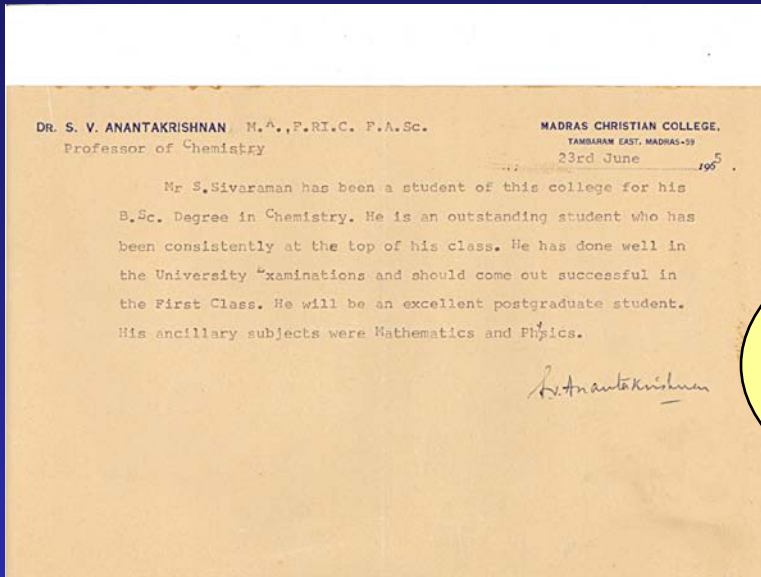 DR. S. V. ANANTAKRISHNAN M.A.,F.RI.C. F.A.Sc.
Professor of Chemistry
MADRAS CHRISTIAN COLLEGE,
TAMBARAM EAST, MADRAS-59
23rd June 1965.
Mr S.Sivaraman has been a student of this college for his
B.Sc. Degree in Chemistry. He is an outstanding student who has
been consistently at the top of his class. He has done well in
the University Examinations and should come out successful in
the First Class. He will be an excellent postgraduate student.
His ancillary subjects were Mathematics and Physics.
S.V.Anantakrishnan